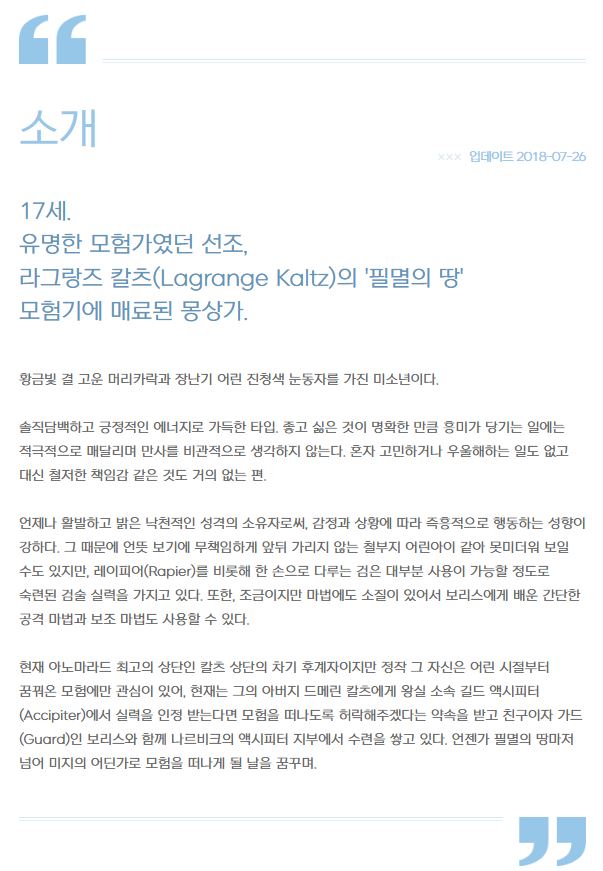 소개
××× 업데이트 2018-07-26
17세.
유명한 모험가였던 선조,
라그랑즈 칼츠(Lagrange Kaltz)의 '필멸의 땅'
모험기에 매료된 몽상가.
황금빛 결 고운 머리카락과 장난기 어린 진청색 눈동자를 가진 미소년이다.
솔직담백하고 긍정적인 에너지로 가득한 타입. 좋고 싫은 것이 명확한 만큼 흥미가 당기는 일에는
적극적으로 매달리며 만사를 비관적으로 생각하지 않는다. 혼자 고민하거나 우울해하는 일도 없고
대신 철저한 책임감 같은 것도 거의 없는 편.
언제나 활발하고 밝은 낙천적인 성격의 소유자로써, 감정과 상황에 따라 즉흥적으로 행동하는 성향이
강하다. 그 때문에 언뜻 보기에 무책임하게 앞뒤 가리지 않는 철부지 어린아이 같아 못미더워 보일
수도 있지만, 레이피어(Rapier)를 비롯해 한 손으로 다루는 검은 대부분 사용이 가능할 정도로
숙련된 검술 실력을 가지고 있다. 또한, 조금이지만 마법에도 소질이 있어서 보리스에게 배운 간단한
공격 마법과 보조 마법도 사용할 수 있다.
현재 아노마라드 최고의 상단인 칼츠 상단의 차기 후계자이지만 정작 그 자신은 어린 시절부터
꿈꿔온 모험에만 관심이 있어, 현재는 그의 아버지 드메린 칼츠에게 왕실 소속 길드 액시피터
(Accipiter)에서 실력을 인정 받는다면 모험을 떠나도록 허락해주겠다는 약속을 받고 친구이자 가드
(Guard)인 보리스와 함께 나르비크의 액시피터 지부에서 수련을 쌓고 있다. 언젠가 필멸의 땅마저
넘어 미지의 어딘가로 모험을 떠나게 될 날을 꿈꾸며.